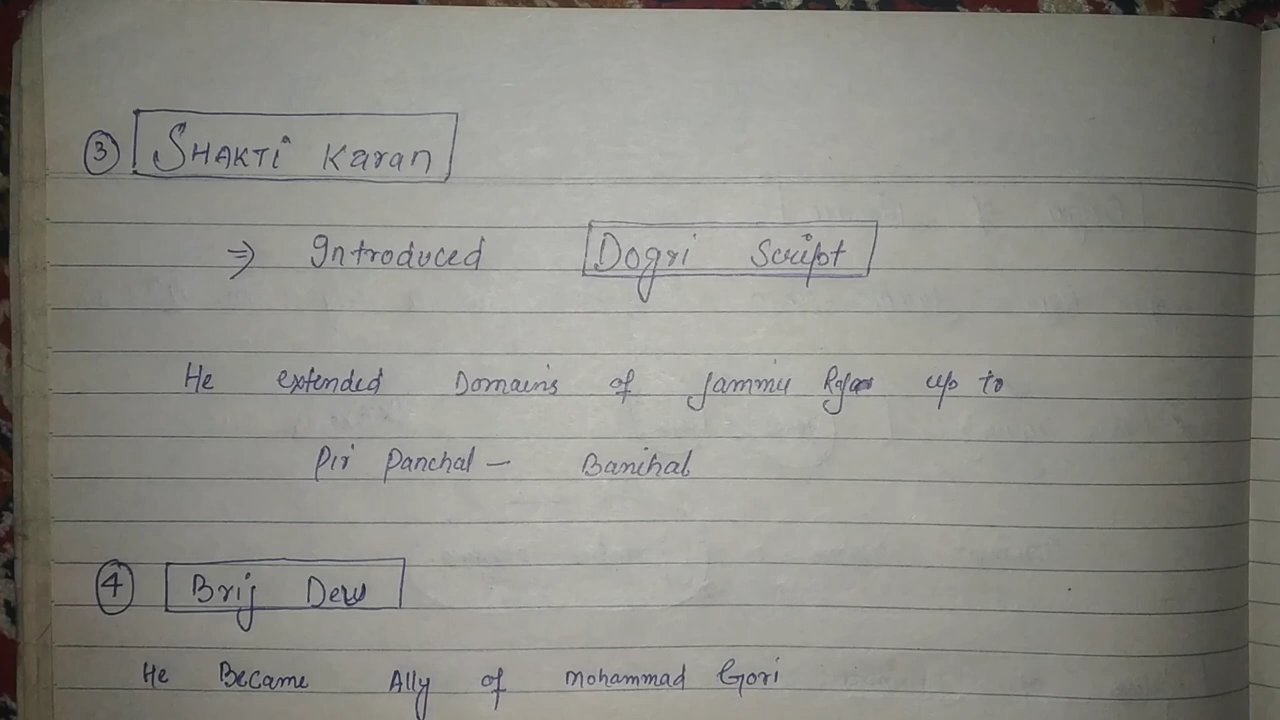 ③ SHAKTi Karan
⇒ Introduced Dogri Script
He extended Domains of Jammu up to
Pir Panchal - Banihal
④ Brij Dev
He Became Ally of Mohammad Gori